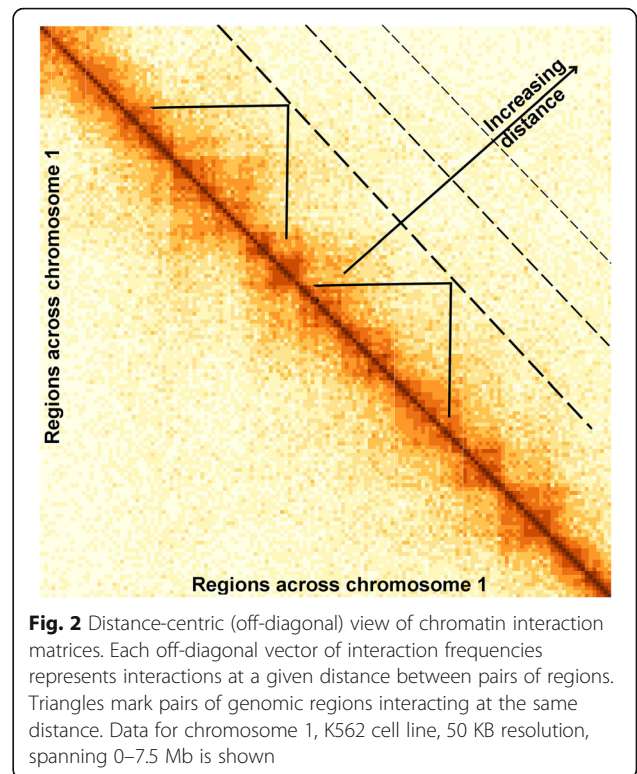 Increasing
distance
Regions across chromosome 1
Regions across chromosome 1
Fig. 2 Distance-centric (off-diagonal) view of chromatin interaction
matrices. Each off-diagonal vector of interaction frequencies
represents interactions at a given distance between pairs of regions.
Triangles mark pairs of genomic regions interacting at the same
distance. Data for chromosome 1, K562 cell line, 50 KB resolution,
spanning 0–7.5 Mb is shown